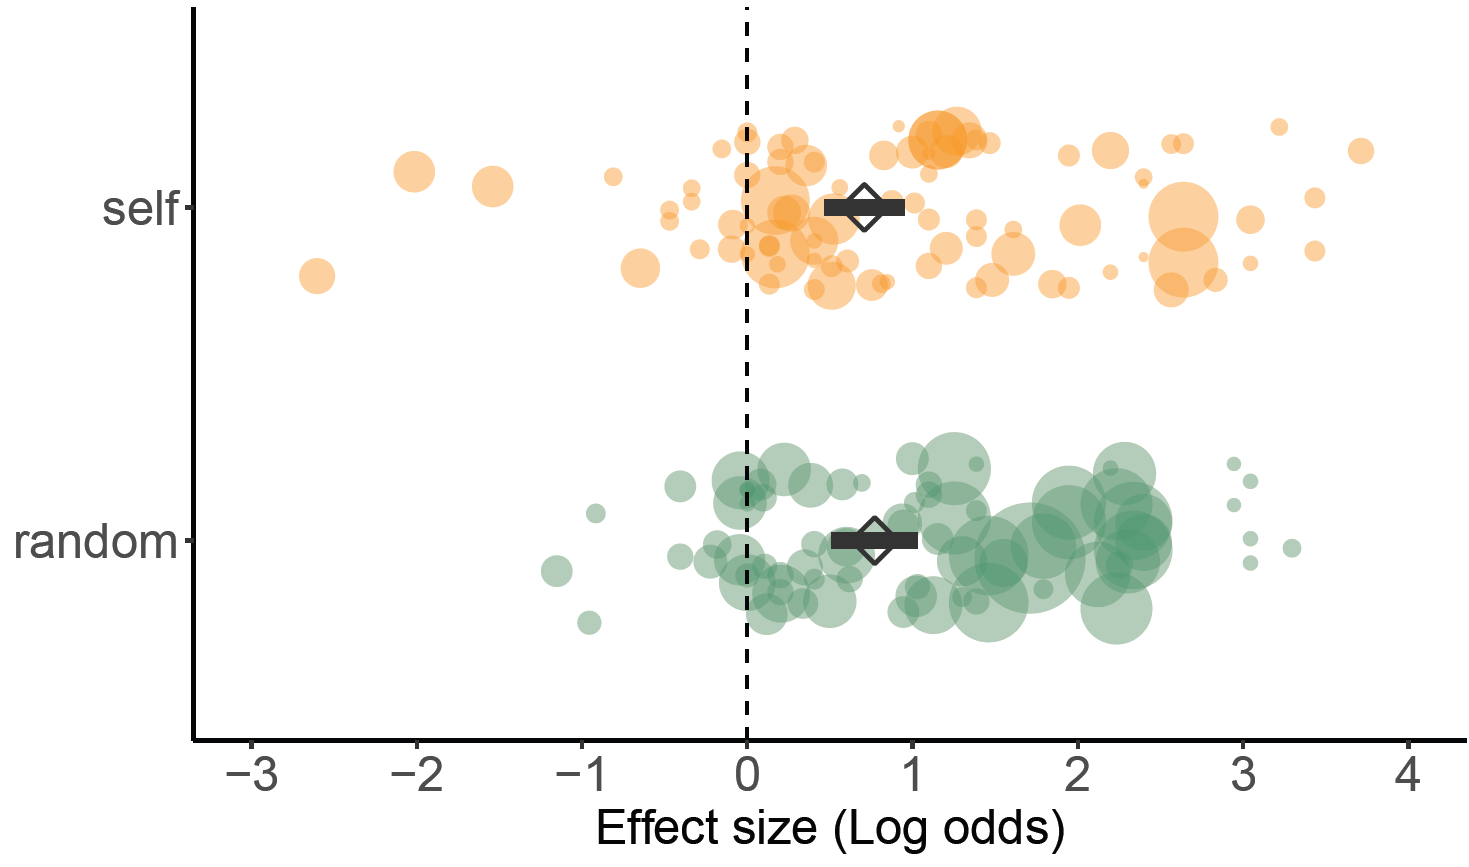 self
random
−3 −2 −1 0 1 2 3 4
Effect size (Log odds)